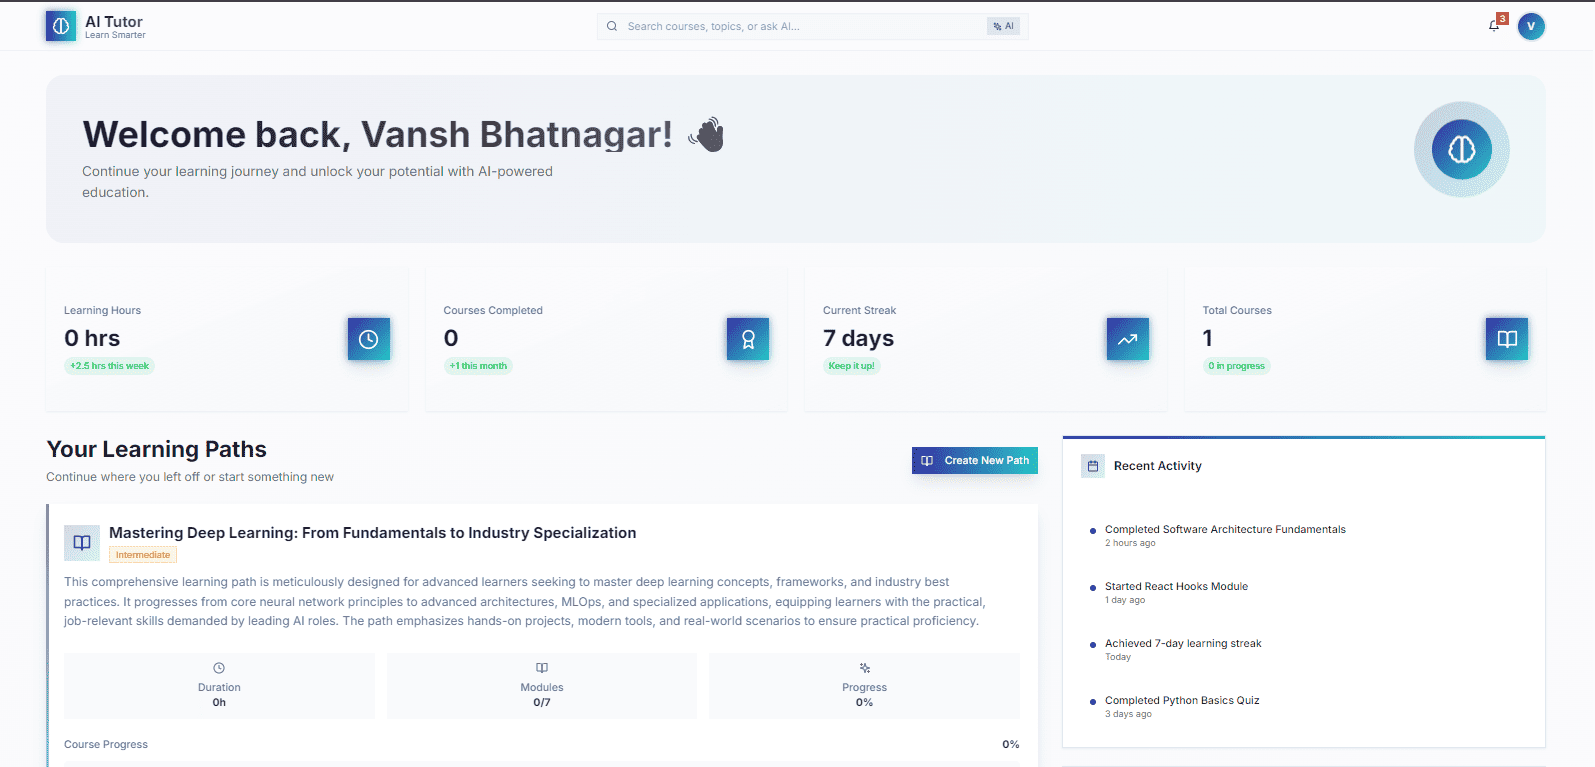 AI Tutor
Learn Smarter
Search courses, topics, or ask AI...
AI
3
V
Welcome back, Vansh Bhatnagar! 👋
Continue your learning journey and unlock your potential with AI-powered
education.
Learning Hours
0 hrs
+2.5 hrs this week
Courses Completed
0
+1 this month
Current Streak
7 days
Keep it up!
Total Courses
1
0 in progress
Your Learning Paths
Continue where you left off or start something new
Create New Path
Mastering Deep Learning: From Fundamentals to Industry Specialization
Intermediate
This comprehensive learning path is meticulously designed for advanced learners seeking to master deep learning concepts, frameworks, and industry best
practices. It progresses from core neural network principles to advanced architectures, MLOps, and specialized applications, equipping learners with the practical,
job-relevant skills demanded by leading AI roles. The path emphasizes hands-on projects, modern tools, and real-world scenarios to ensure practical proficiency.
Duration
0h
Modules
0/7
Progress
0%
Course Progress
0%
Recent Activity
Completed Software Architecture Fundamentals
2 hours ago
Started React Hooks Module
1 day ago
Achieved 7-day learning streak
Today
Completed Python Basics Quiz
3 days ago